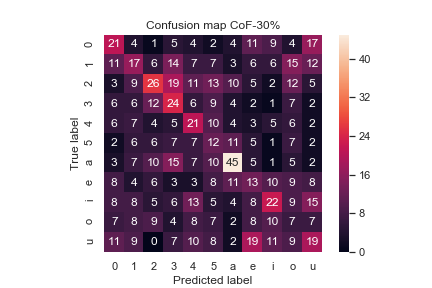 Confusion map CoF-30%
0 21 4 1 5 4 2 4 11 9 4 17
1 11 17 6 14 7 7 3 6 6 15 12
2 3 9 26 19 11 13 10 5 2 12 5
3 6 6 12 24 6 9 4 2 1 7 2
4 6 7 4 5 21 10 4 3 5 6 2
5 2 6 6 7 7 12 11 5 1 7 2
a 3 7 10 15 7 10 45 5 1 5 2
e 8 4 6 3 3 8 11 13 10 9 8
i 8 8 5 6 13 5 4 8 22 9 15
o 7 8 9 4 8 7 2 8 10 7 7
u 11 9 0 7 10 8 2 19 11 9 19
0 1 2 3 4 5 a e i o u
True label
Predicted label
40
32
24
16
8
0